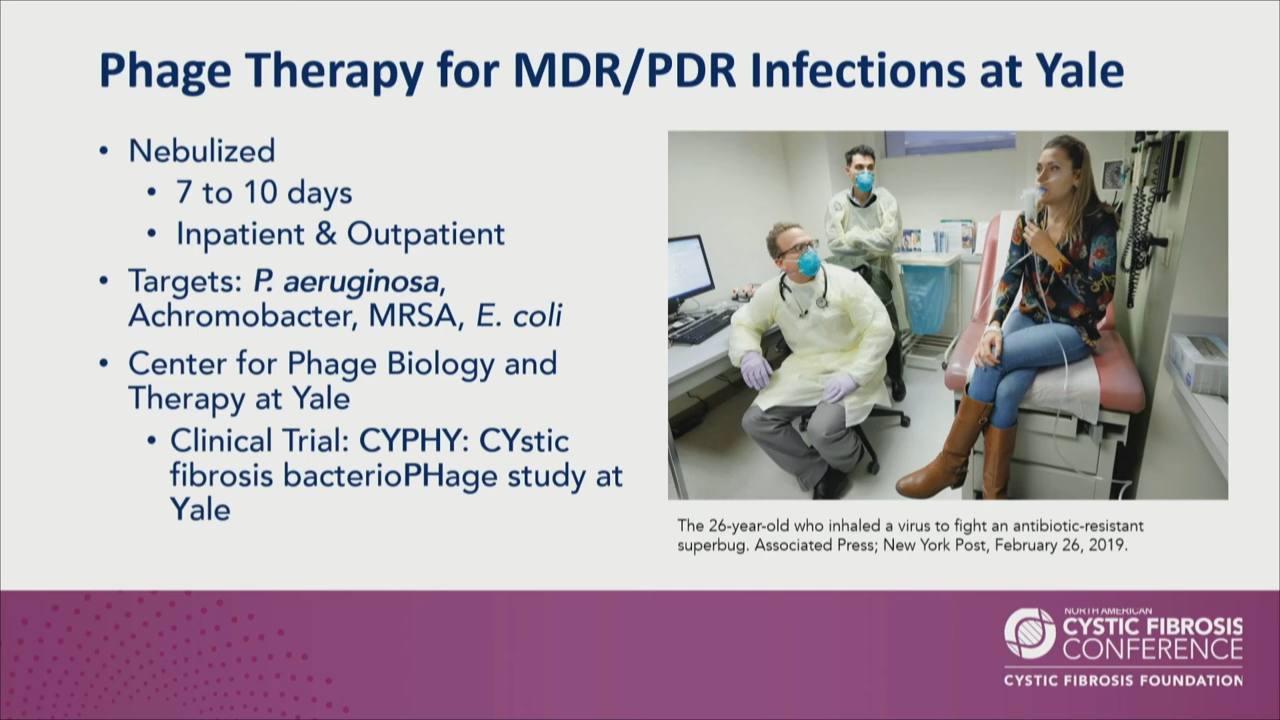 Phage Therapy for MDR/PDR Infections at Yale
• Nebulized
• 7 to 10 days
• Inpatient & Outpatient
• Targets: P. aeruginosa,
Achromobacter, MRSA, E. coli
• Center for Phage Biology and
Therapy at Yale
• Clinical Trial: CYPHY: CYstic
fibrosis bacterioPHage study at
Yale
The 26-year-old who inhaled a virus to fight an antibiotic-resistant
superbug. Associated Press; New York Post, February 26, 2019.
NORTH AMERICAN
CYSTIC FIBROSIS
CONFERENCE
CYSTIC FIBROSIS FOUNDATION